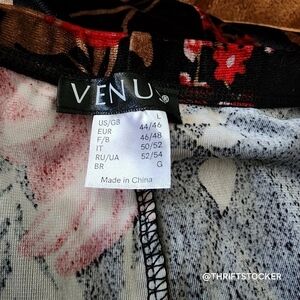 VENUS®
US/GB L
EUR 44/46
F/B 46/48
IT 50/52
RU/UA 52/54
BR G
Made in China
@THRIFTSTOCKER